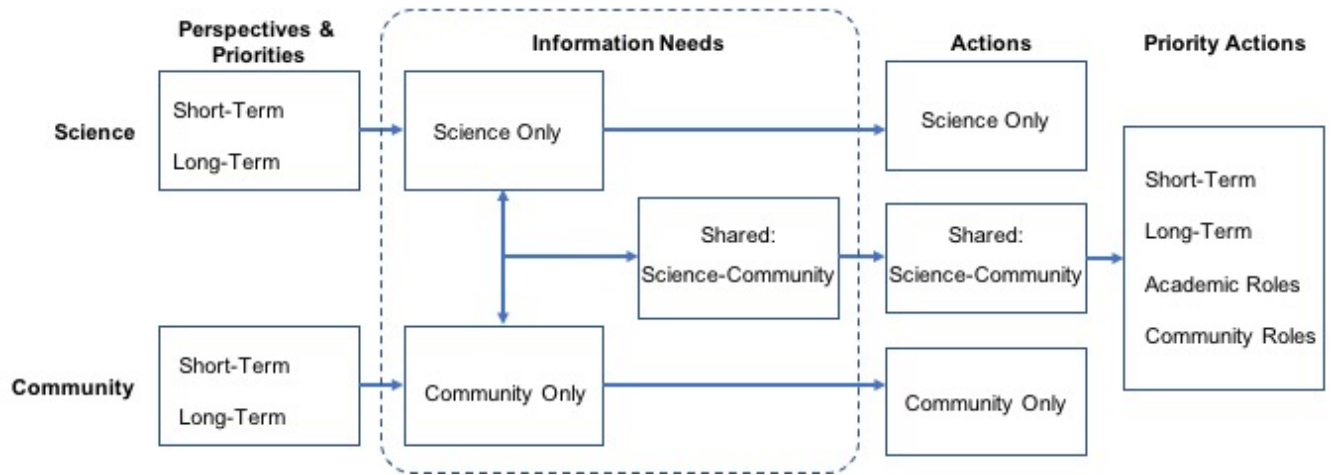 Perspectives &
Priorities
Information Needs
Actions
Priority Actions
Science
Short-Term
Long-Term
Science Only
Science Only
Shared:
Science-Community
Shared:
Science-Community
Short-Term
Long-Term
Academic Roles
Community Roles
Community
Short-Term
Long-Term
Community Only
Community Only